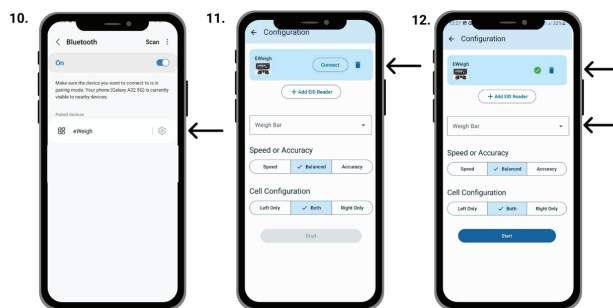 10.
Bluetooth Scan
On
Make sure the device you want to connect to is in
pairing mode. Your phone (Galaxy A32 5G) is currently
visible to nearby devices.
Paired devices
eWeigh
11.
Configuration
EWeigh
Connect
+ Add EID Reader
Weigh Bar
Speed or Accuracy
Speed Balanced Accuracy
Cell Configuration
Left Only Both Right Only
Start
12.
12:27 22%
Configuration
EWeigh
+ Add EID Reader
Weigh Bar
Speed or Accuracy
Speed Balanced Accuracy
Cell Configuration
Left Only Both Right Only
Start